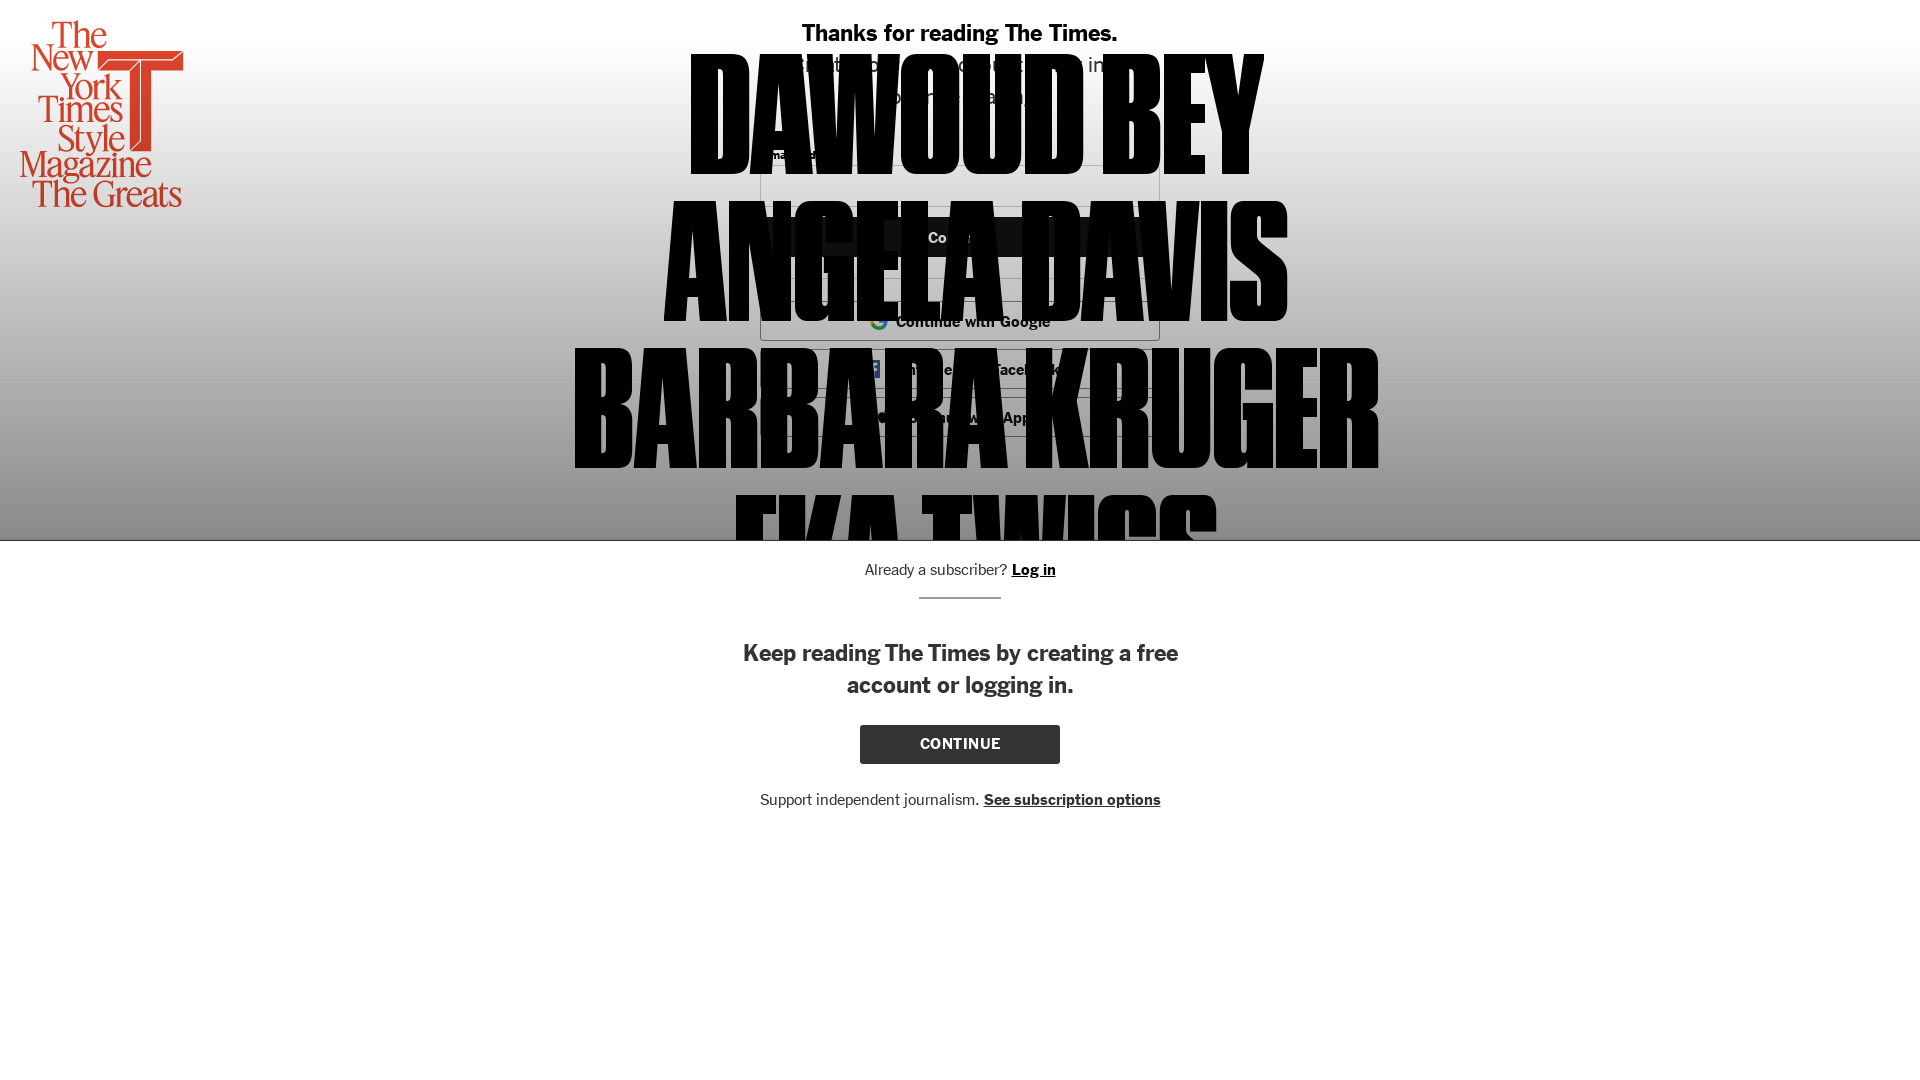 The
New
York
Times
Style
Magazine
The Greats
T
Thanks for reading The Times.
DAWOUD BEY
ANGELA DAVIS
Continue with Google
BARBARA KRUGER
Already a subscriber? Log in
Keep reading The Times by creating a free
account or logging in.
CONTINUE
Support independent journalism. See subscription options